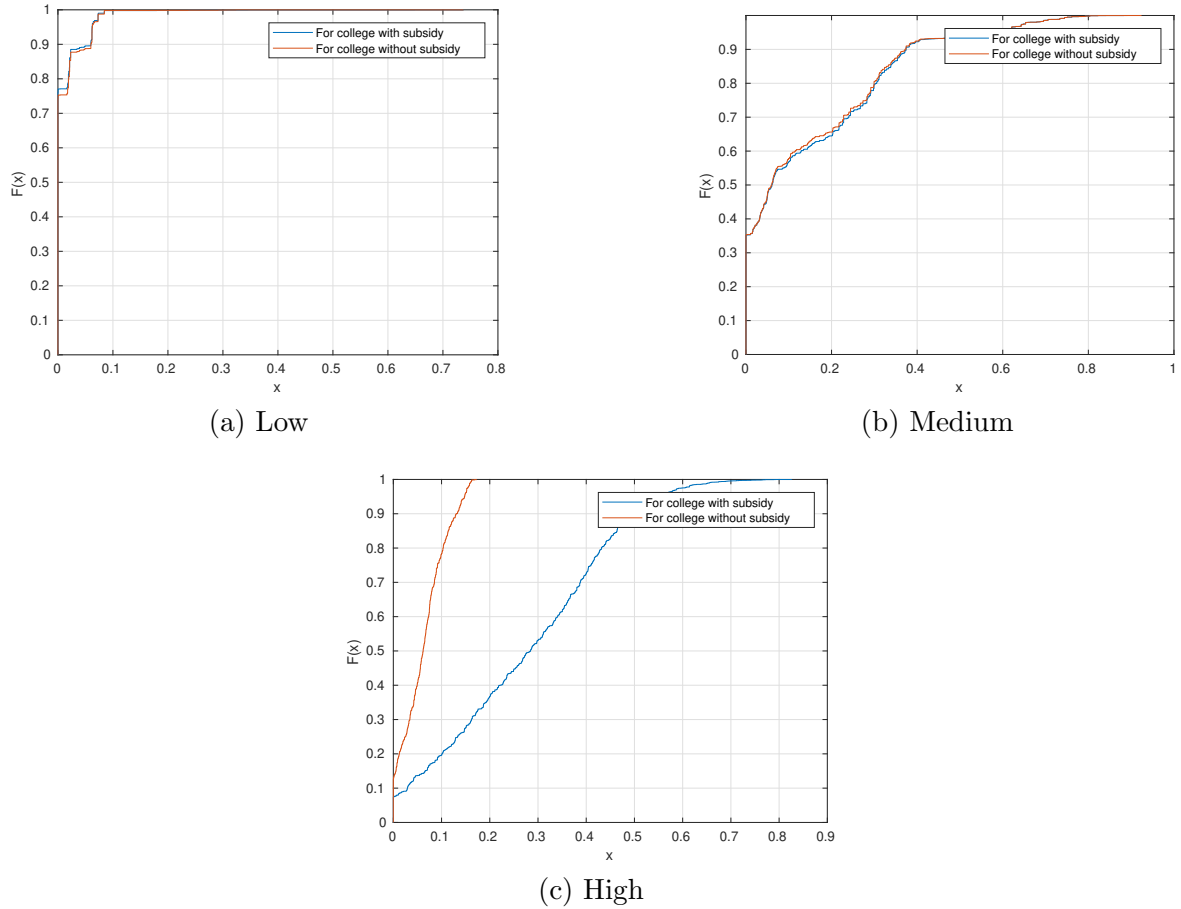 1
0.9
0.8
0.7
0.6
0.5
0.4
0.3
0.2
0.1
0
F(x)
0 0.1 0.2 0.3 0.4 0.5 0.6 0.7 0.8
x
For college with subsidy
For college without subsidy
(a) Low
0.9
0.8
0.7
0.6
0.5
0.4
0.3
0.2
0.1
0
F(x)
0 0.2 0.4 0.6 0.8 1
x
For college with subsidy
For college without subsidy
(b) Medium
1
0.9
0.8
0.7
0.6
0.5
0.4
0.3
0.2
0.1
0
F(x)
0 0.1 0.2 0.3 0.4 0.5 0.6 0.7 0.8 0.9
x
For college with subsidy
For college without subsidy
(c) High